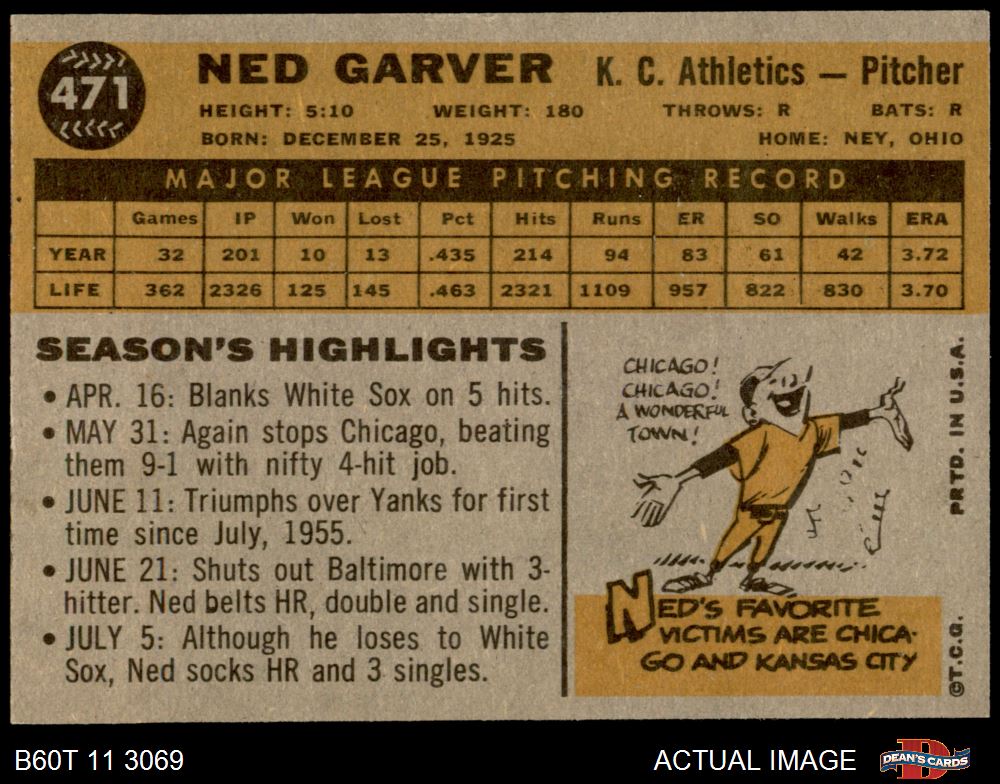 471
NED GARVER K. C. Athletics — Pitcher
HEIGHT: 5:10 WEIGHT: 180 THROWS: R BATS: R
BORN: DECEMBER 25, 1925 HOME: NEY, OHIO
MAJOR LEAGUE PITCHING RECORD
Games IP Won Lost Pct Hits Runs ER SO Walks ERA
YEAR 32 201 10 13 .435 214 94 83 61 42 3.72
LIFE 362 2326 125 145 .463 2321 1109 957 822 830 3.70
SEASON'S HIGHLIGHTS
• APR. 16: Blanks White Sox on 5 hits.
• MAY 31: Again stops Chicago, beating
them 9-1 with nifty 4-hit job.
• JUNE 11: Triumphs over Yanks for first
time since July, 1955.
• JUNE 21: Shuts out Baltimore with 3-
hitter. Ned belts HR, double and single.
• JULY 5: Although he loses to White
Sox, Ned socks HR and 3 singles.
CHICAGO!
CHICAGO!
A WONDERFUL
TOWN!
NED'S FAVORITE
VICTIMS ARE CHICA-
GO AND KANSAS CITY
©T.C.G. PRTD. IN U.S.A.
B60T 11 3069 ACTUAL IMAGE DEAN'S CARDS